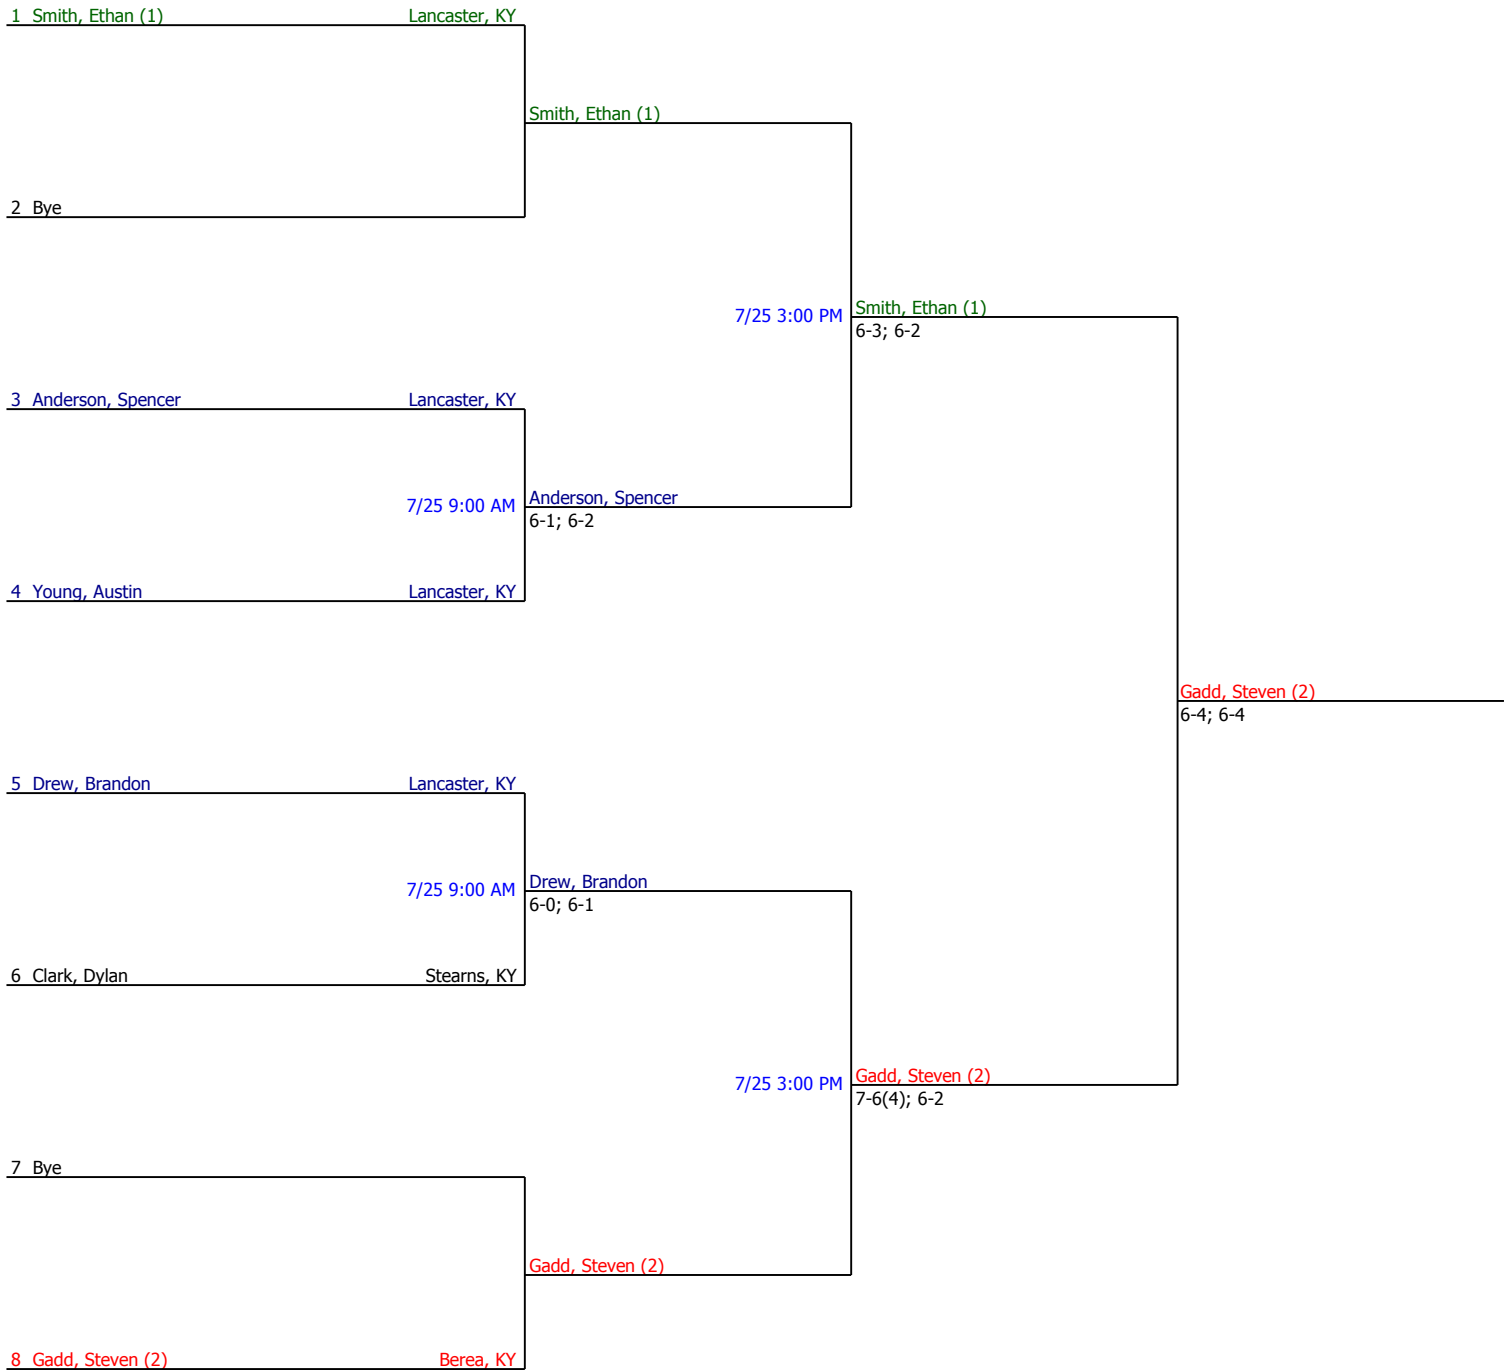 1 Smith, Ethan (1) Lancaster, KY
Smith, Ethan (1)
2 Bye
7/25 3:00 PM Smith, Ethan (1)
6-3; 6-2
3 Anderson, Spencer Lancaster, KY
7/25 9:00 AM Anderson, Spencer
6-1; 6-2
4 Young, Austin Lancaster, KY
Gadd, Steven (2)
6-4; 6-4
5 Drew, Brandon Lancaster, KY
7/25 9:00 AM Drew, Brandon
6-0; 6-1
6 Clark, Dylan Stearns, KY
7/25 3:00 PM Gadd, Steven (2)
7-6(4); 6-2
7 Bye
Gadd, Steven (2)
8 Gadd, Steven (2) Berea, KY